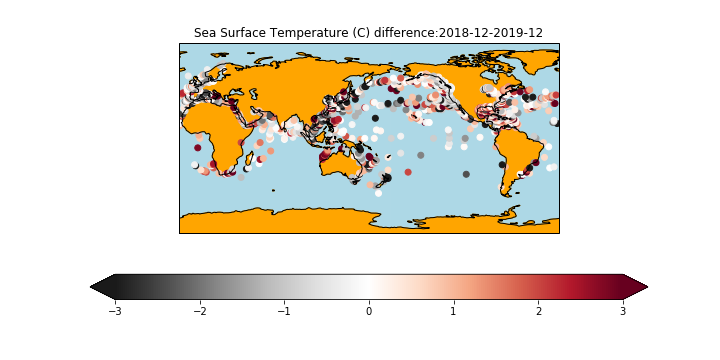 Sea Surface Temperature (C) difference:2018-12-2019-12
−3 −2 −1 0 1 2 3